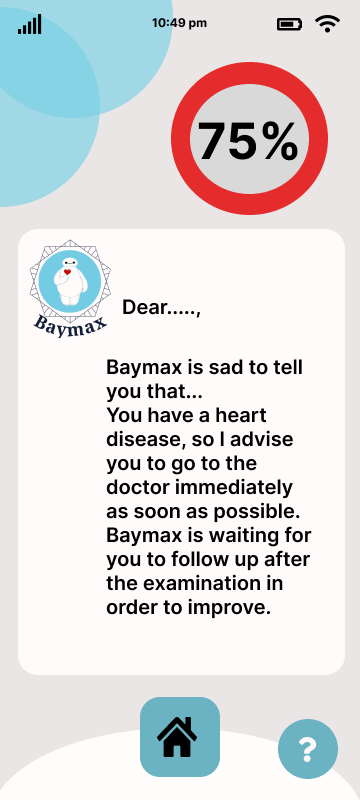 10:49 pm
75%
Baymax
Dear.....,
Baymax is sad to tell
you that...
You have a heart
disease, so I advise
you to go to the
doctor immediately
as soon as possible.
Baymax is waiting for
you to follow up after
the examination in
order to improve.
?